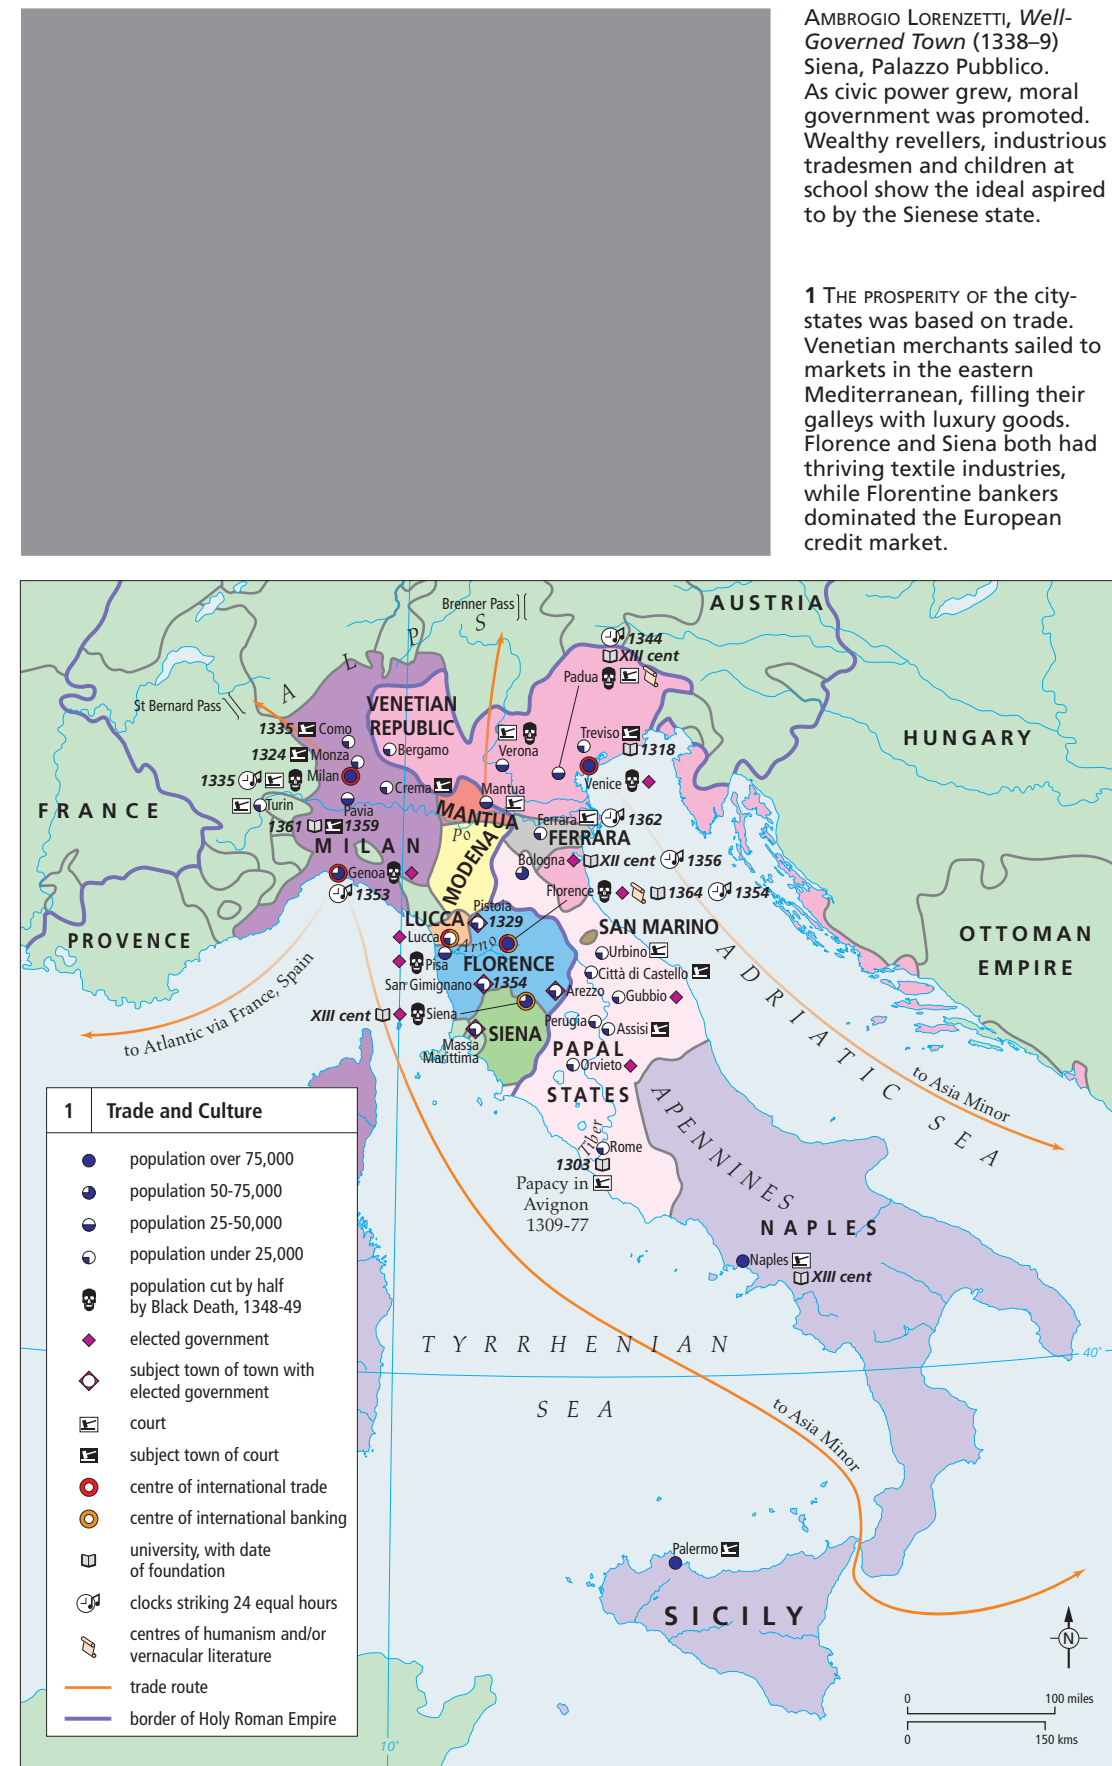 AMBROGIO LORENZETTI, Well-
Governed Town (1338–9)
Siena, Palazzo Pubblico.
As civic power grew, moral
government was promoted.
Wealthy revellers, industrious
tradesmen and children at
school show the ideal aspired
to by the Sienese state.
1 THE PROSPERITY OF the city-
states was based on trade.
Venetian merchants sailed to
markets in the eastern
Mediterranean, filling their
galleys with luxury goods.
Florence and Siena both had
thriving textile industries,
while Florentine bankers
dominated the European
credit market.
Brenner Pass
AUSTRIA
ALPS
1344
XIII cent
Padua
St Bernard Pass
VENETIAN
REPUBLIC
1335 Como
Treviso
1318
HUNGARY
Bergamo
Verona
1324 Monza
1335 Milan
Venice
Crema
Mantua
FRANCE
Turin
Pavia
MANTUA
Ferrara 1362
1361 1359
Po
FERRARA
MILAN
MODENA
Bologna XII cent 1356
Genoa
1353
Florence 1364 1354
Pistoia
1329
LUCCA
SAN MARINO
PROVENCE
Lucca
Arno
OTTOMAN
EMPIRE
Urbino
Pisa
FLORENCE
Città di Castello
San Gimignano 1354
Arezzo
Gubbio
ADRIATIC SEA
to Atlantic via France, Spain
XIII cent Siena
Perugia
Assisi
SIENA
Massa
Marittima
PAPAL
STATES
Orvieto
to Asia Minor
APENNINES
Tiber
Rome
1303
Papacy in
Avignon
1309-77
NAPLES
Naples
XIII cent
TYRRHENIAN
SEA
40°
to Asia Minor
Palermo
SICILY
N
0 100 miles
0 150 kms
10°
1 Trade and Culture
population over 75,000
population 50-75,000
population 25-50,000
population under 25,000
population cut by half
by Black Death, 1348-49
elected government
subject town of town with
elected government
court
subject town of court
centre of international trade
centre of international banking
university, with date
of foundation
clocks striking 24 equal hours
centres of humanism and/or
vernacular literature
trade route
border of Holy Roman Empire